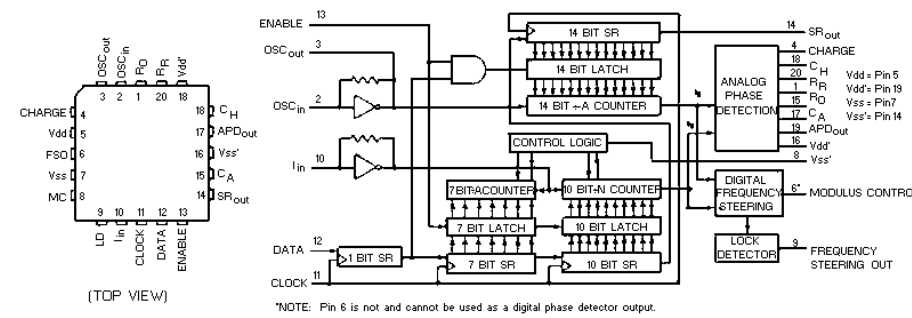 OSCout
OSCin
RO
RR
Vdd'
3
2
1
20
18
CHARGE 4
Vdd 5
FSO 6
Vss 7
MC 8
18 CH
17 APDout
16 Vss'
15 CA
14 SRout
9
10
11
12
13
LD
Iin
CLOCK
DATA
ENABLE
(TOP VIEW)
ENABLE 13
OSCout 3
OSCin 2
Iin 10
DATA 12
CLOCK 11
14 BIT SR
14 BIT LATCH
14 BIT ÷A COUNTER
CONTROL LOGIC
7 BIT÷ACOUNTER
10 BIT÷N COUNTER
7 BIT LATCH
10 BIT LATCH
1 BIT SR
7 BIT SR
10 BIT SR
ANALOG
PHASE
DETECTION
DIGITAL
FREQUENCY
STEERING
LOCK
DETECTOR
14 SRout
4 CHARGE
18 CH
20 RR
1 RO
15 CA
17 APDout
19 Vdd'
16 Vss'
8
6* MODULUS CONTRO
9 FREQUENCY
STEERING OUT
Vdd = Pin 5
Vdd'= Pin 19
Vss = Pin7
Vss'= Pin 14
*NOTE: Pin 6 is not and cannot be used as a digital phase detector output.